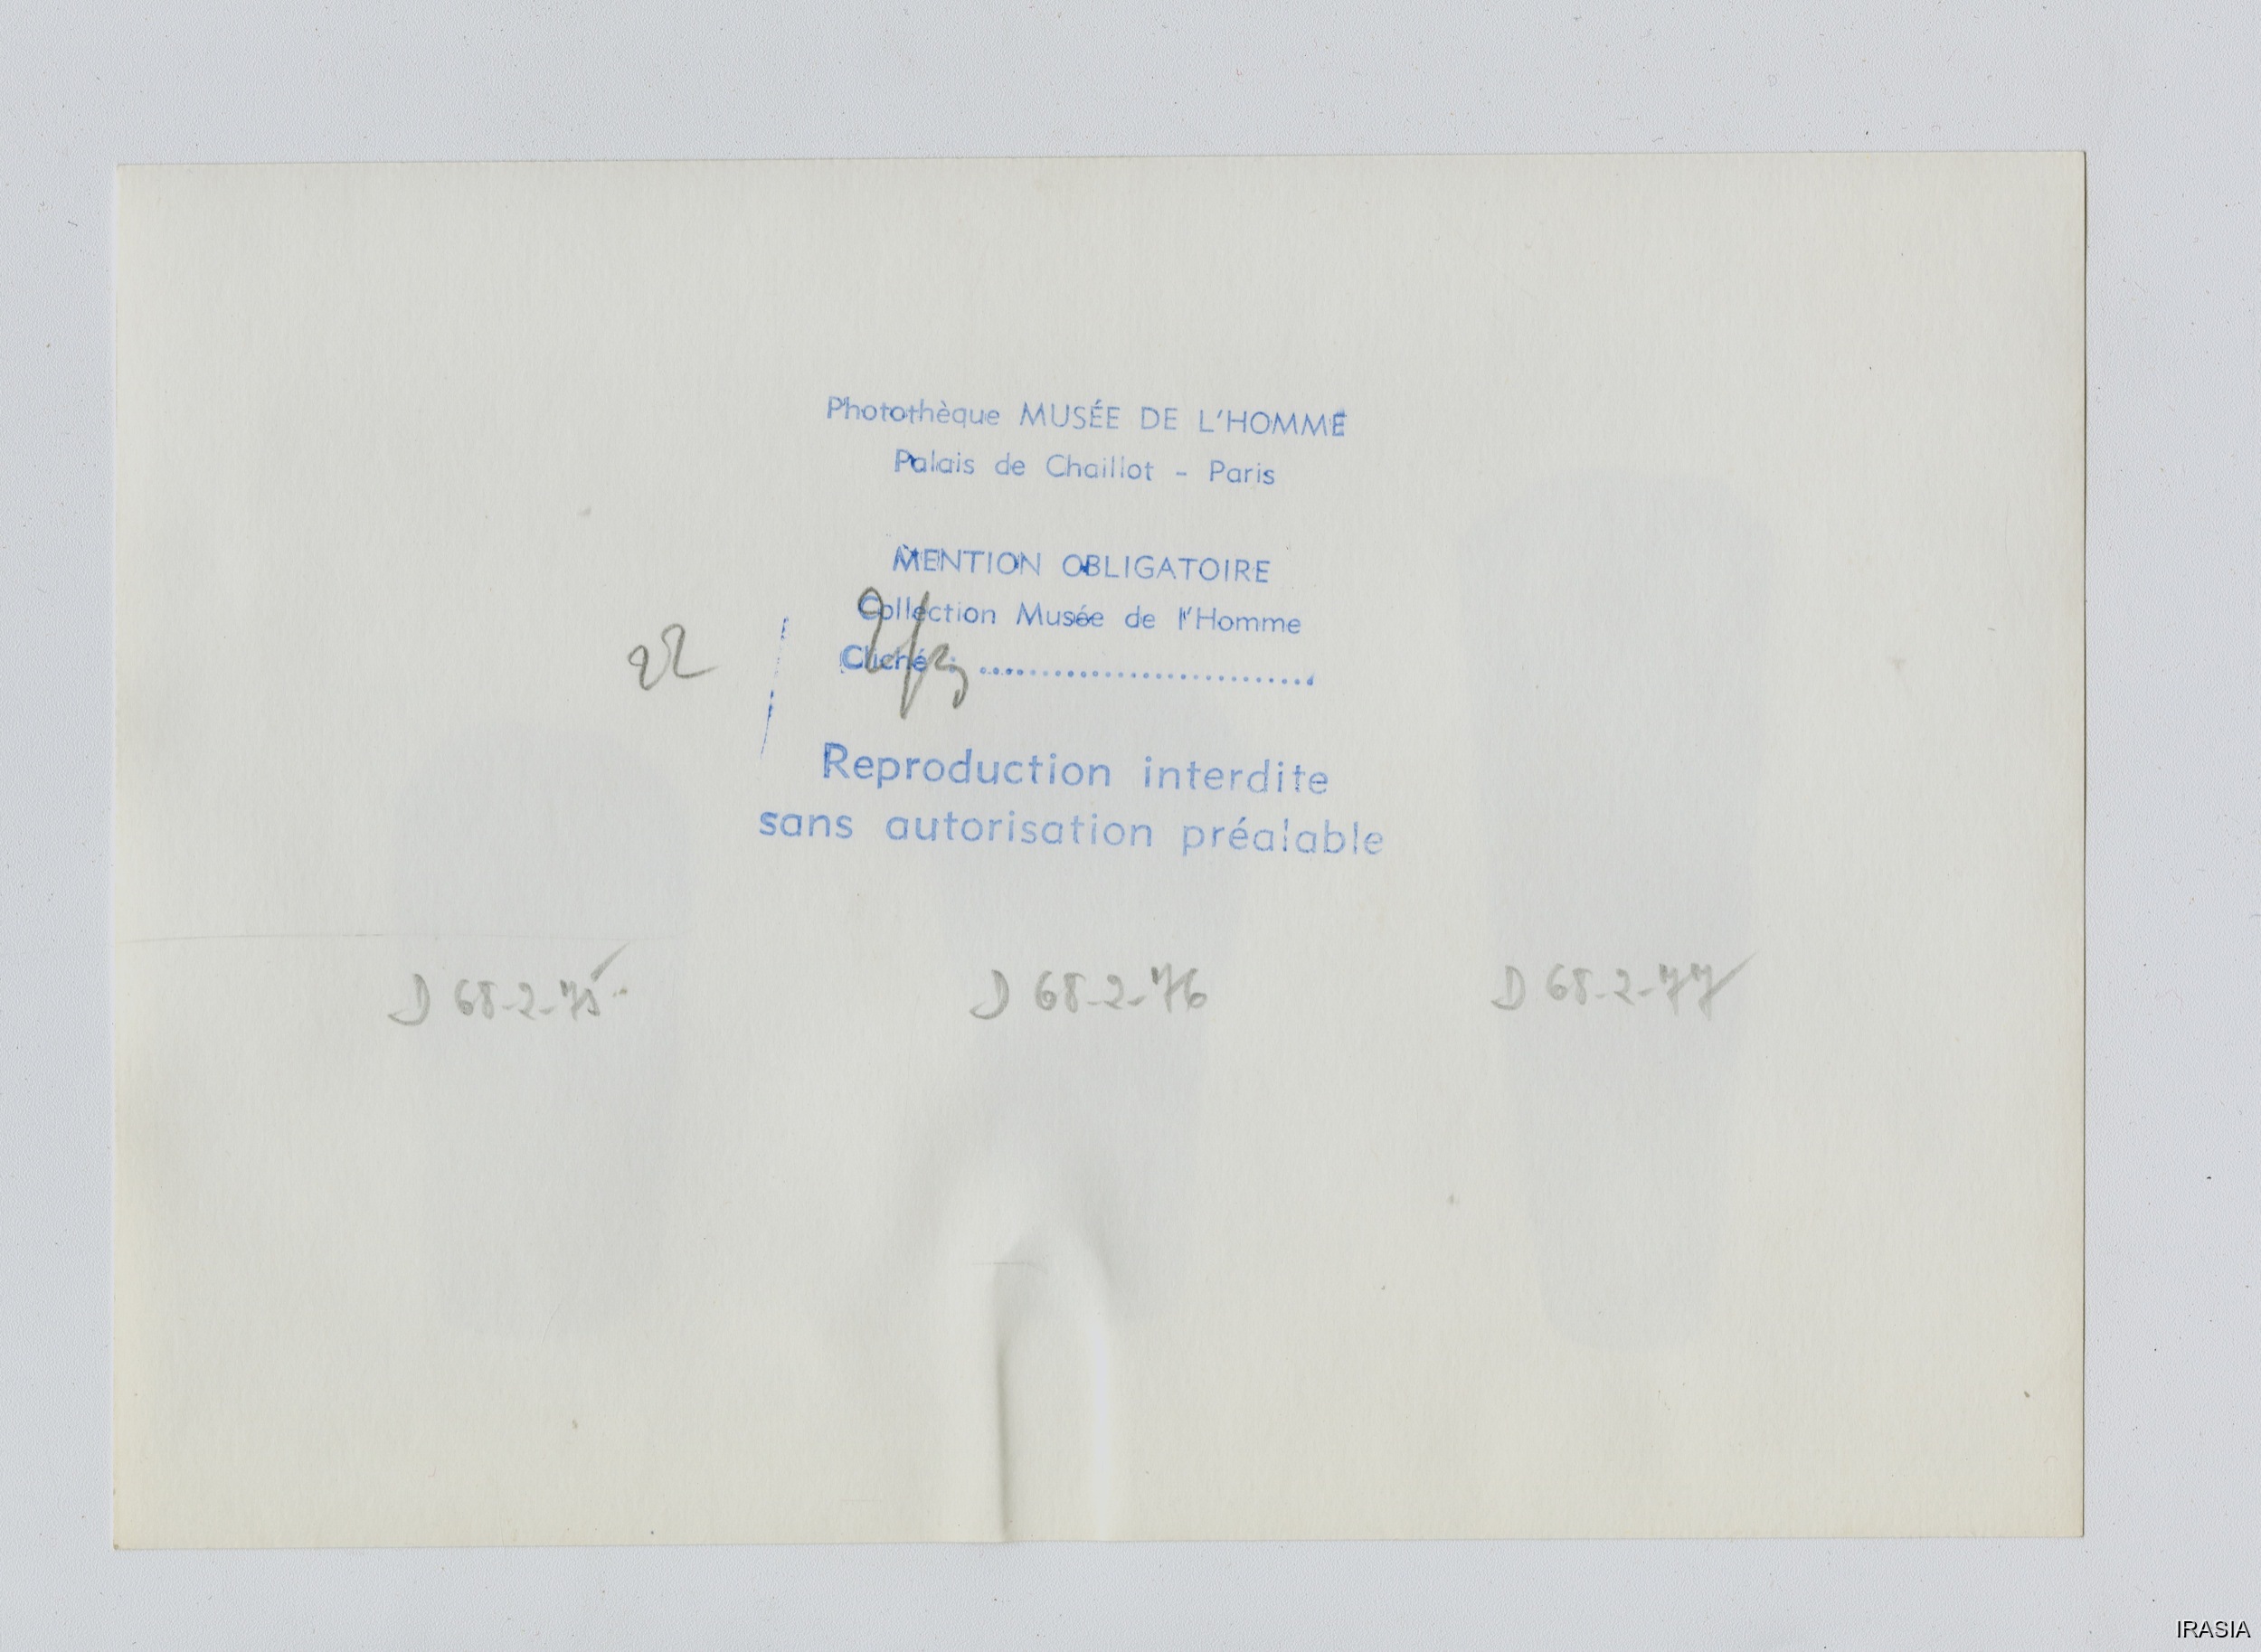 Photothèque MUSÉE DE L'HOMME
Palais de Chaillot - Paris
MENTION OBLIGATOIRE
Collection Musée de l'Homme
22
Cliché : ..............................
Reproduction interdite
sans autorisation préalable
D 68-2-75
D 68-2-76
D 68-2-77
IRASIA